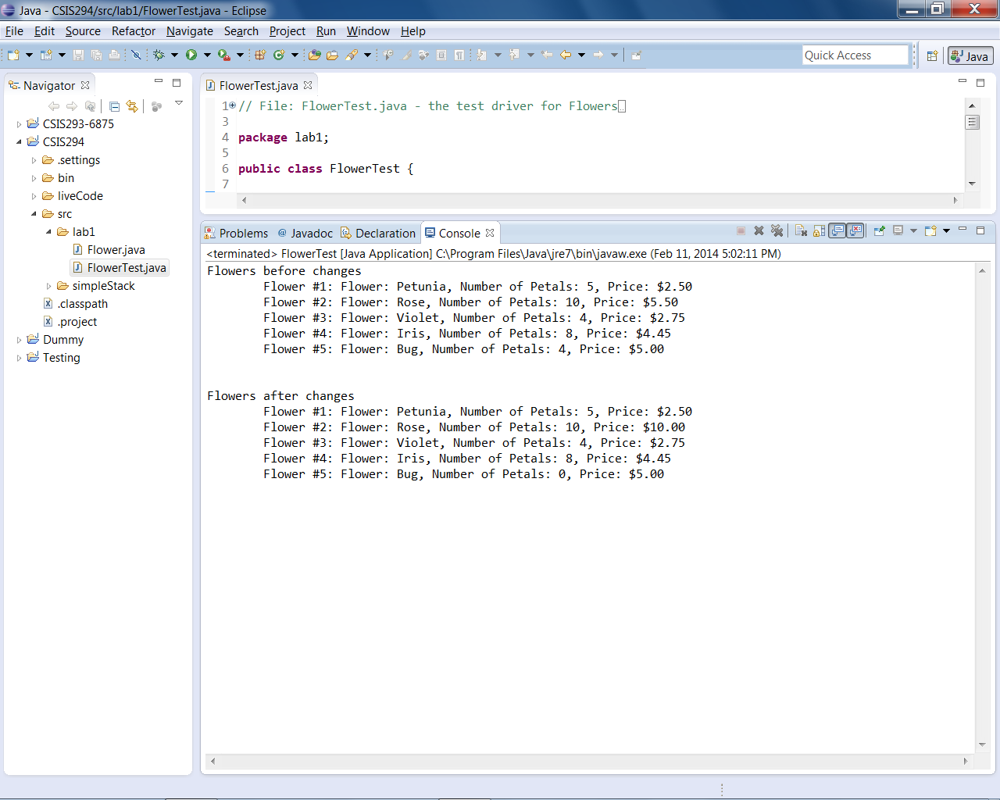 Java - CSIS294/src/lab1/FlowerTest.java - Eclipse
File Edit Source Refactor Navigate Search Project Run Window Help
Quick Access
Java
Navigator
CSIS293-6875
CSIS294
.settings
bin
liveCode
src
lab1
Flower.java
FlowerTest.java
simpleStack
.classpath
.project
Dummy
Testing
FlowerTest.java
1 // File: FlowerTest.java - the test driver for Flowers
3
4 package lab1;
5
6 public class FlowerTest {
7
Problems @ Javadoc Declaration Console
<terminated> FlowerTest [Java Application] C:\Program Files\Java\jre7\bin\javaw.exe (Feb 11, 2014 5:02:11 PM)
Flowers before changes
Flower #1: Flower: Petunia, Number of Petals: 5, Price: $2.50
Flower #2: Flower: Rose, Number of Petals: 10, Price: $5.50
Flower #3: Flower: Violet, Number of Petals: 4, Price: $2.75
Flower #4: Flower: Iris, Number of Petals: 8, Price: $4.45
Flower #5: Flower: Bug, Number of Petals: 4, Price: $5.00
Flowers after changes
Flower #1: Flower: Petunia, Number of Petals: 5, Price: $2.50
Flower #2: Flower: Rose, Number of Petals: 10, Price: $10.00
Flower #3: Flower: Violet, Number of Petals: 4, Price: $2.75
Flower #4: Flower: Iris, Number of Petals: 8, Price: $4.45
Flower #5: Flower: Bug, Number of Petals: 0, Price: $5.00